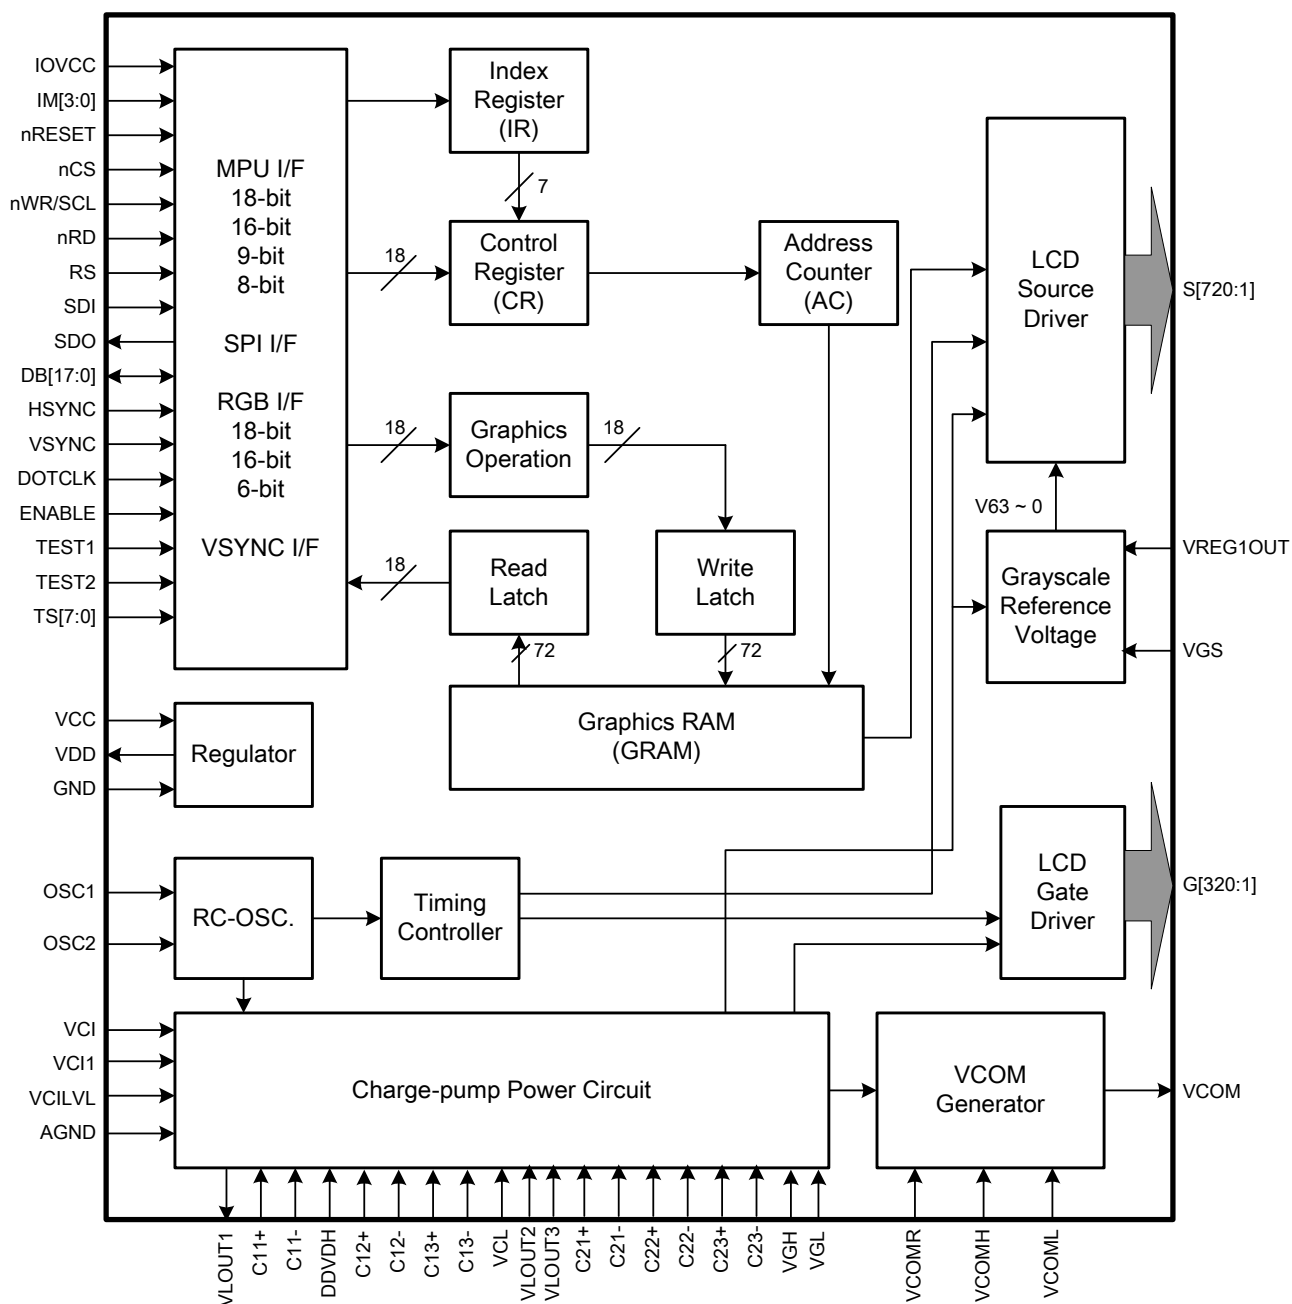 IOVCC
IM[3:0]
nRESET
nCS
nWR/SCL
nRD
RS
SDI
SDO
DB[17:0]
HSYNC
VSYNC
DOTCLK
ENABLE
TEST1
TEST2
TS[7:0]
MPU I/F
18-bit
16-bit
9-bit
8-bit
SPI I/F
RGB I/F
18-bit
16-bit
6-bit
VSYNC I/F
Index
Register
(IR)
7
18
Control
Register
(CR)
Address
Counter
(AC)
LCD
Source
Driver
S[720:1]
18
Graphics
Operation
18
V63 ~ 0
18
Read
Latch
Write
Latch
72
72
Grayscale
Reference
Voltage
VREG1OUT
VGS
Graphics RAM
(GRAM)
VCC
VDD
GND
Regulator
OSC1
OSC2
RC-OSC.
Timing
Controller
LCD
Gate
Driver
G[320:1]
VCI
VCI1
VCILVL
AGND
Charge-pump Power Circuit
VCOM
Generator
VCOM
VLOUT1
C11+
C11-
DDVDH
C12+
C12-
C13+
C13-
VCL
VLOUT2
VLOUT3
C21+
C21-
C22+
C22-
C23+
C23-
VGH
VGL
VCOMR
VCOMH
VCOML